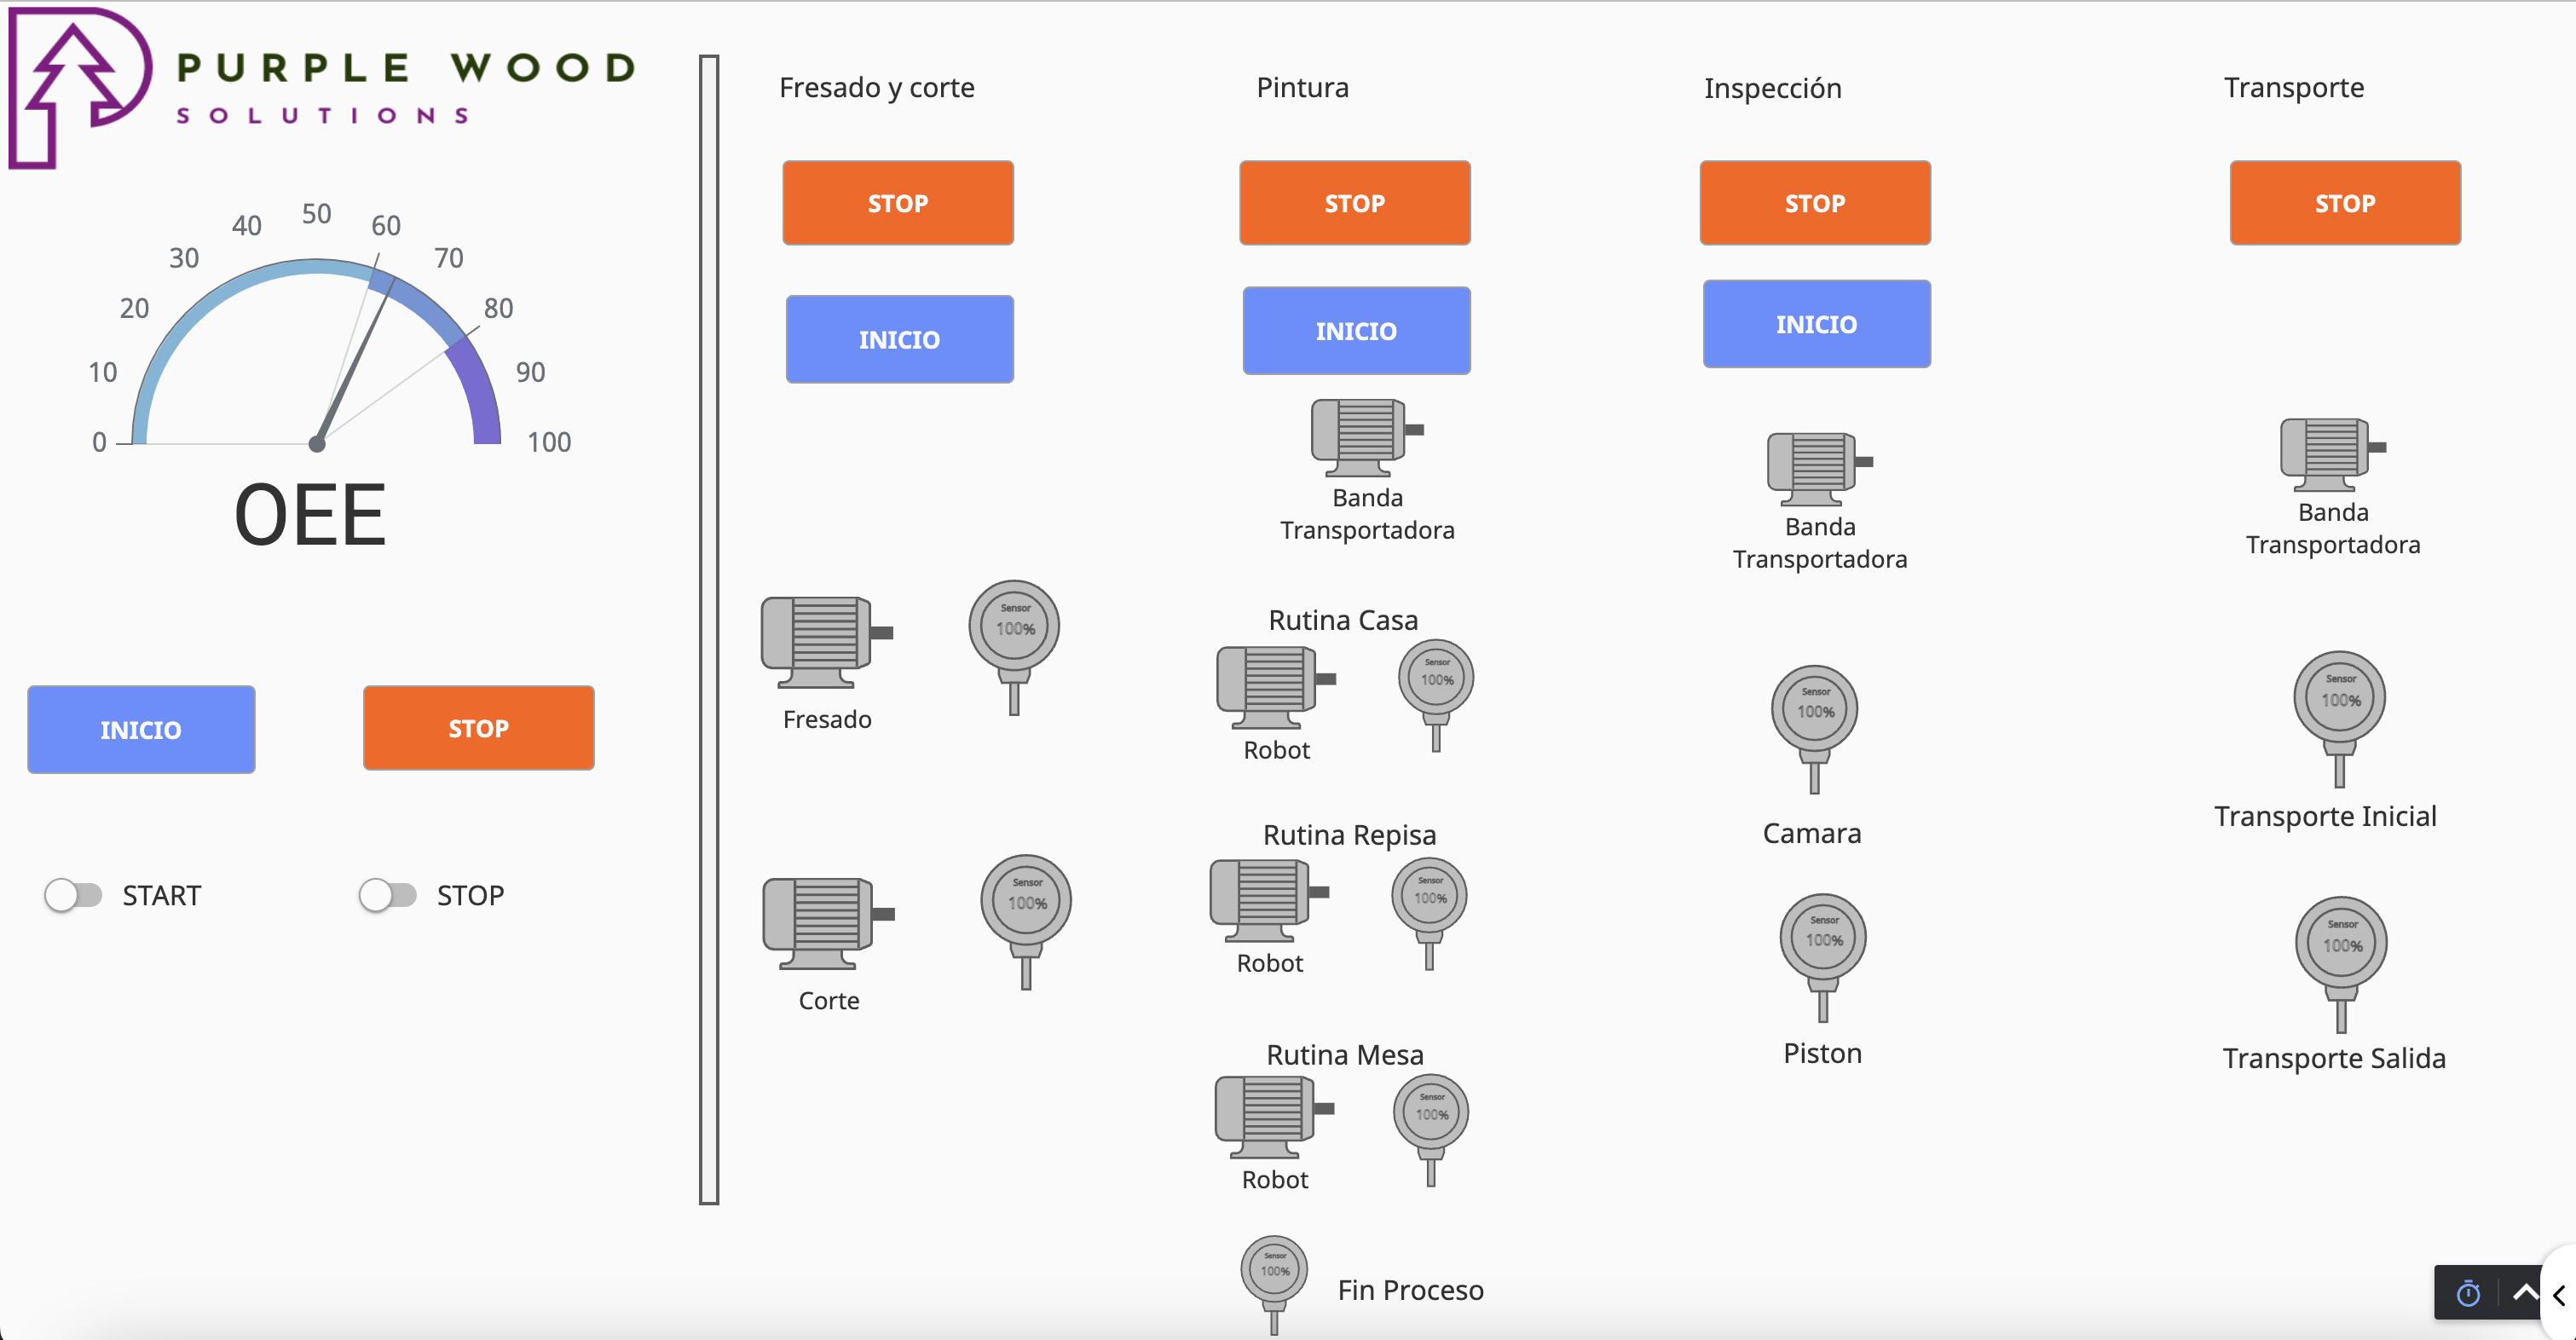 PURPLE WOOD
SOLUTIONS
0
10
20
30
40
50
60
70
80
90
100
OEE
INICIO
STOP
START
STOP
Fresado y corte
STOP
INICIO
Fresado
Sensor
100%
Corte
Sensor
100%
Pintura
STOP
INICIO
Banda
Transportadora
Rutina Casa
Robot
Sensor
100%
Rutina Repisa
Robot
Sensor
100%
Rutina Mesa
Robot
Sensor
100%
Sensor
100%
Fin Proceso
Inspección
STOP
INICIO
Banda
Transportadora
Sensor
100%
Camara
Sensor
100%
Piston
Transporte
STOP
Banda
Transportadora
Sensor
100%
Transporte Inicial
Sensor
100%
Transporte Salida